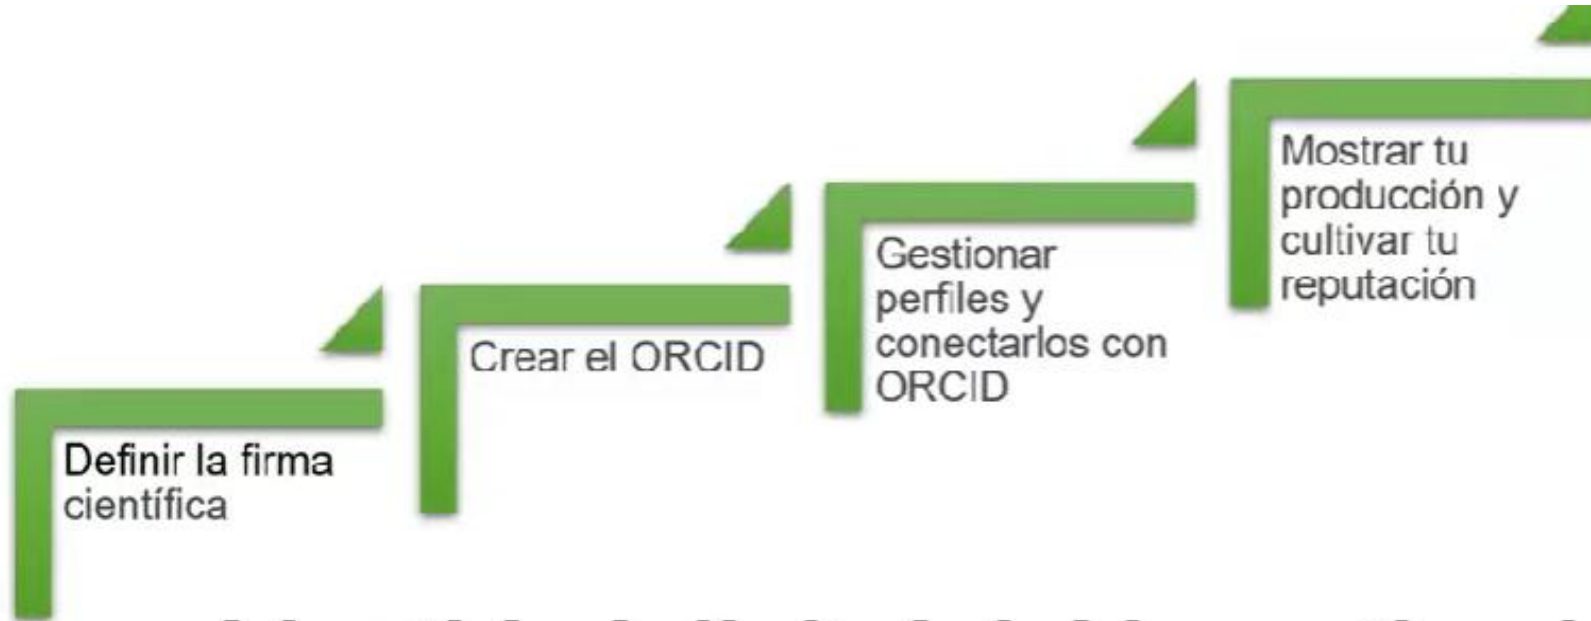 Definir la firma
científica
Crear el ORCID
Gestionar
perfiles y
conectarlos con
ORCID
Mostrar tu
producción y
cultivar tu
reputación